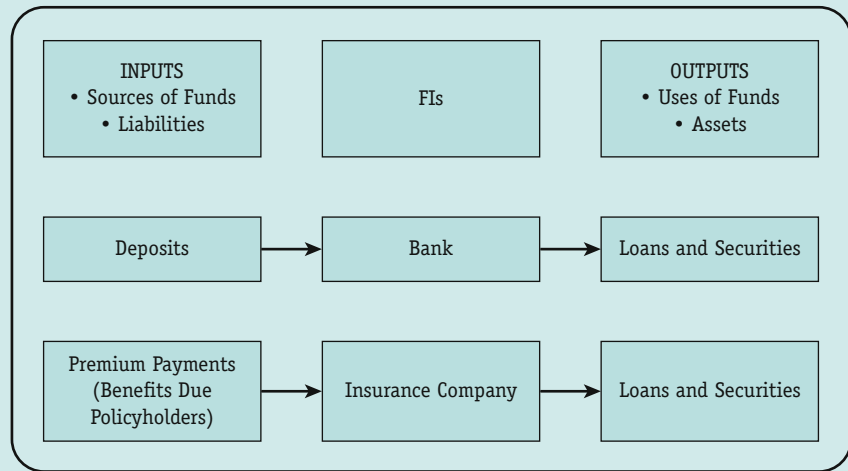 INPUTS
• Sources of Funds
• Liabilities
FIs
OUTPUTS
• Uses of Funds
• Assets
Deposits
Bank
Loans and Securities
Premium Payments
(Benefits Due
Policyholders)
Insurance Company
Loans and Securities